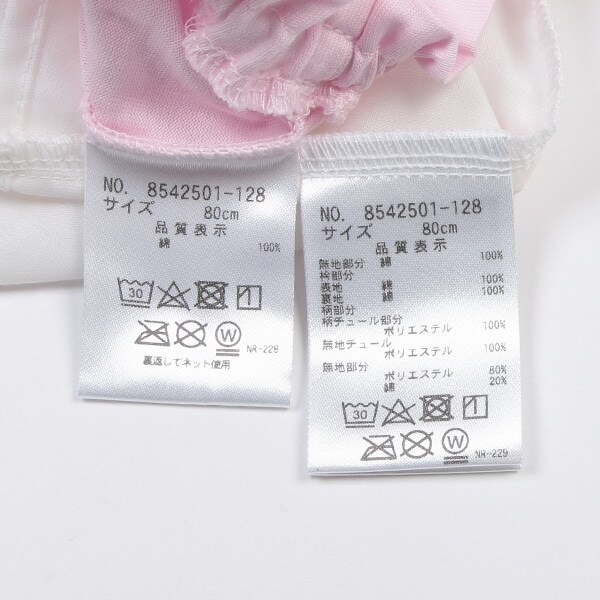 NO. 8542501-128
サイズ 80cm
品質表示
綿 100%
30
W
NR-228
裏返してネット使用
NO. 8542501-128
サイズ 80cm
品質表示
無地部分 綿 100%
衿部分
表地 綿 100%
裏地 綿 100%
柄部分
柄チュール部分
ポリエステル 100%
無地チュール
ポリエステル 100%
無地部分
ポリエステル 80%
綿 20%
30
W
NR-229